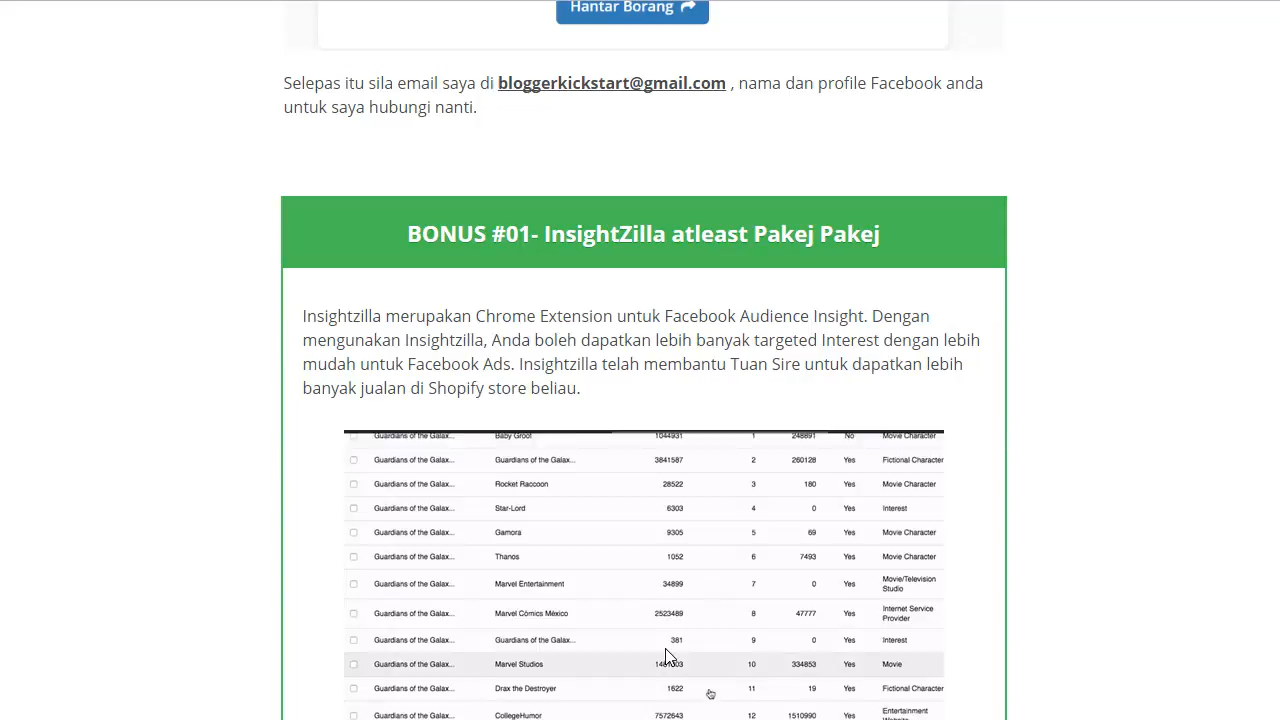 Hantar Borang
Selepas itu sila email saya di bloggerkickstart@gmail.com , nama dan profile Facebook anda
untuk saya hubungi nanti.
BONUS #01- InsightZilla atleast Pakej Pakej
Insightzilla merupakan Chrome Extension untuk Facebook Audience Insight. Dengan
mengunakan Insightzilla, Anda boleh dapatkan lebih banyak targeted Interest dengan lebih
mudah untuk Facebook Ads. Insightzilla telah membantu Tuan Sire untuk dapatkan lebih
banyak jualan di Shopify store beliau.
Guardians of the Galax... Baby Groot 1044931 1 248891 No Movie Character
Guardians of the Galax... Guardians of the Galax... 3841587 2 260128 Yes Fictional Character
Guardians of the Galax... Rocket Raccoon 28522 3 180 Yes Movie Character
Guardians of the Galax... Star-Lord 6303 4 0 Yes Interest
Guardians of the Galax... Gamora 9305 5 69 Yes Movie Character
Guardians of the Galax... Thanos 1052 6 7493 Yes Movie Character
Guardians of the Galax... Marvel Entertainment 34899 7 0 Yes Movie/Television
Studio
Guardians of the Galax... Marvel Cómics México 2523489 8 47777 Yes Internet Service
Provider
Guardians of the Galax... Guardians of the Galax... 381 9 0 Yes Interest
Guardians of the Galax... Marvel Studios 10 334853 Yes Movie
Guardians of the Galax... Drax the Destroyer 1622 11 19 Yes Fictional Character
Guardians of the Galax... CollegeHumor 7572643 12 1510990 Yes Entertainment